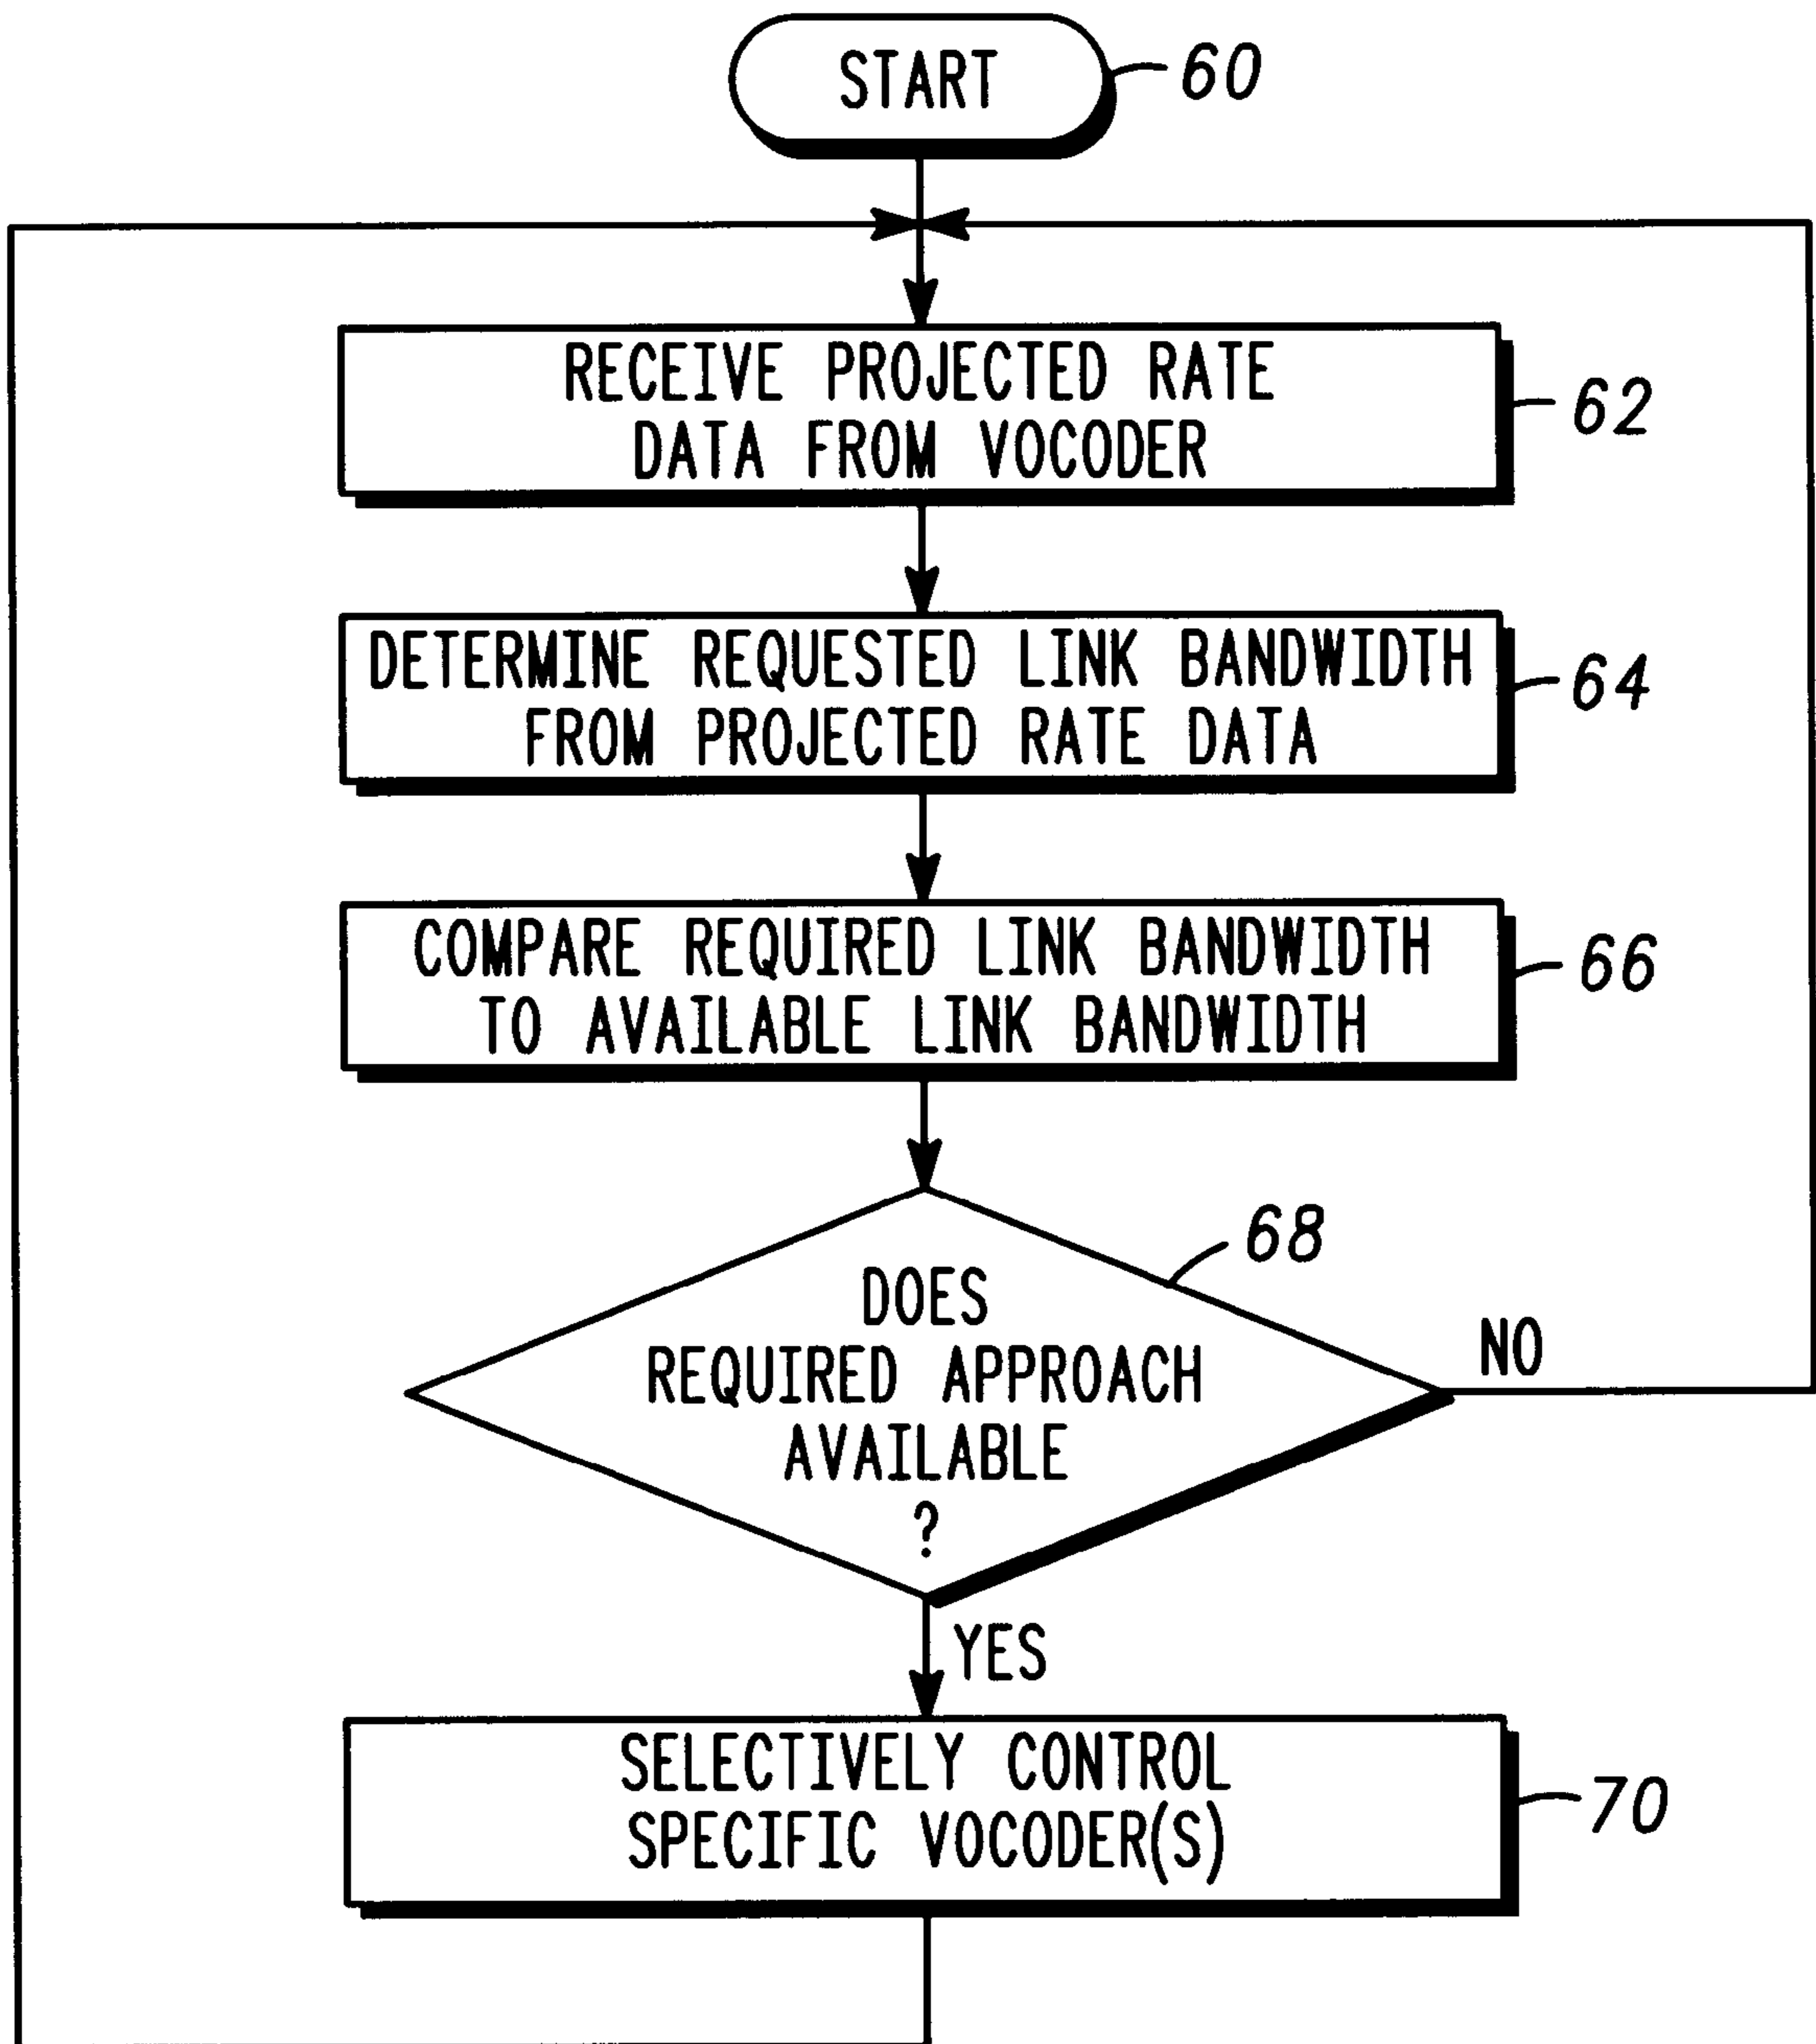 START
60
RECEIVE PROJECTED RATE
DATA FROM VOCODER
62
DETERMINE REQUESTED LINK BANDWIDTH
FROM PROJECTED RATE DATA
64
COMPARE REQUIRED LINK BANDWIDTH
TO AVAILABLE LINK BANDWIDTH
66
68
DOES
REQUIRED APPROACH
AVAILABLE
?
NO
YES
SELECTIVELY CONTROL
SPECIFIC VOCODER(S)
70